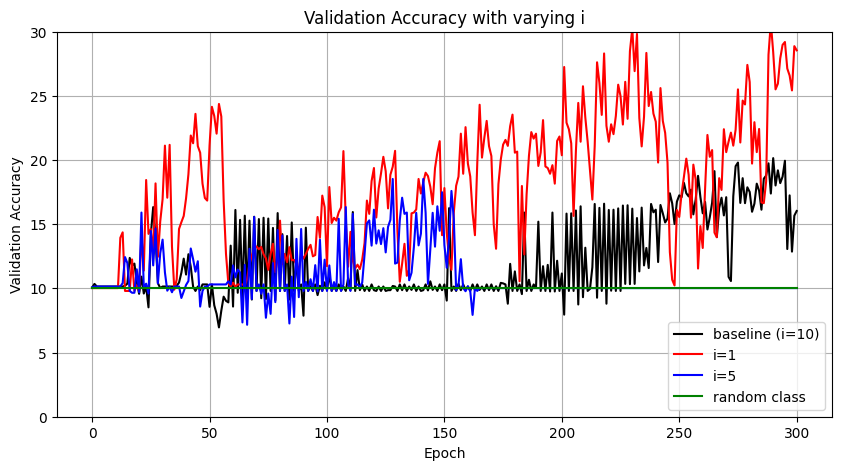 Validation Accuracy with varying i
Validation Accuracy
30
25
20
15
10
5
0
0 50 100 150 200 250 300
Epoch
baseline (i=10)
i=1
i=5
random class